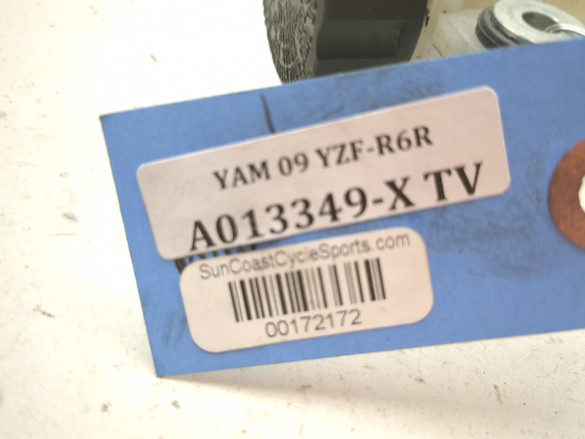 YAM 09 YZF-R6R
A013349-X TV
SunCoastCycleSports.com
00172172